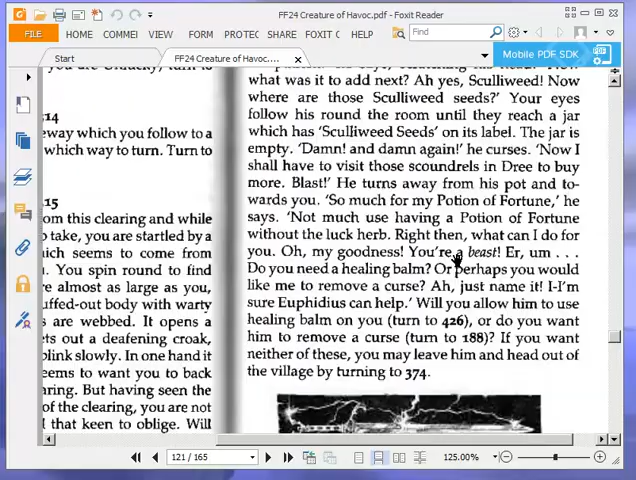 FF24 Creature of Havoc.pdf - Foxit Reader
FILE HOME COMMEI VIEW FORM PROTEC SHARE FOXIT C HELP Find
Start FF24 Creature of Havoc.... Mobile PDF SDK
you are Unlucky, turn to
14
eway which you follow to a
which way to turn. Turn to
15
om this clearing and while
o take, you are startled by a
ich seems to come from
. You spin round to find
re almost as large as you,
uffed-out body with warty
s are webbed. It opens a
ets out a deafening croak,
blink slowly. In one hand it
eems to want you to back
aring. But having seen the
of the clearing, you are not
that keen to oblige. Will
what was it to add next? Ah yes, Sculliweed! Now
where are those Sculliweed seeds?' Your eyes
follow his round the room until they reach a jar
which has 'Sculliweed Seeds' on its label. The jar is
empty. 'Damn! and damn again!' he curses. 'Now I
shall have to visit those scoundrels in Dree to buy
more. Blast!' He turns away from his pot and to-
wards you. 'So much for my Potion of Fortune,' he
says. 'Not much use having a Potion of Fortune
without the luck herb. Right then, what can I do for
you. Oh, my goodness! You're a beast! Er, um . . .
Do you need a healing balm? Or perhaps you would
like me to remove a curse? Ah, just name it! I-I'm
sure Euphidius can help.' Will you allow him to use
healing balm on you (turn to 426), or do you want
him to remove a curse (turn to 188)? If you want
neither of these, you may leave him and head out of
the village by turning to 374.
121 / 165 125.00%